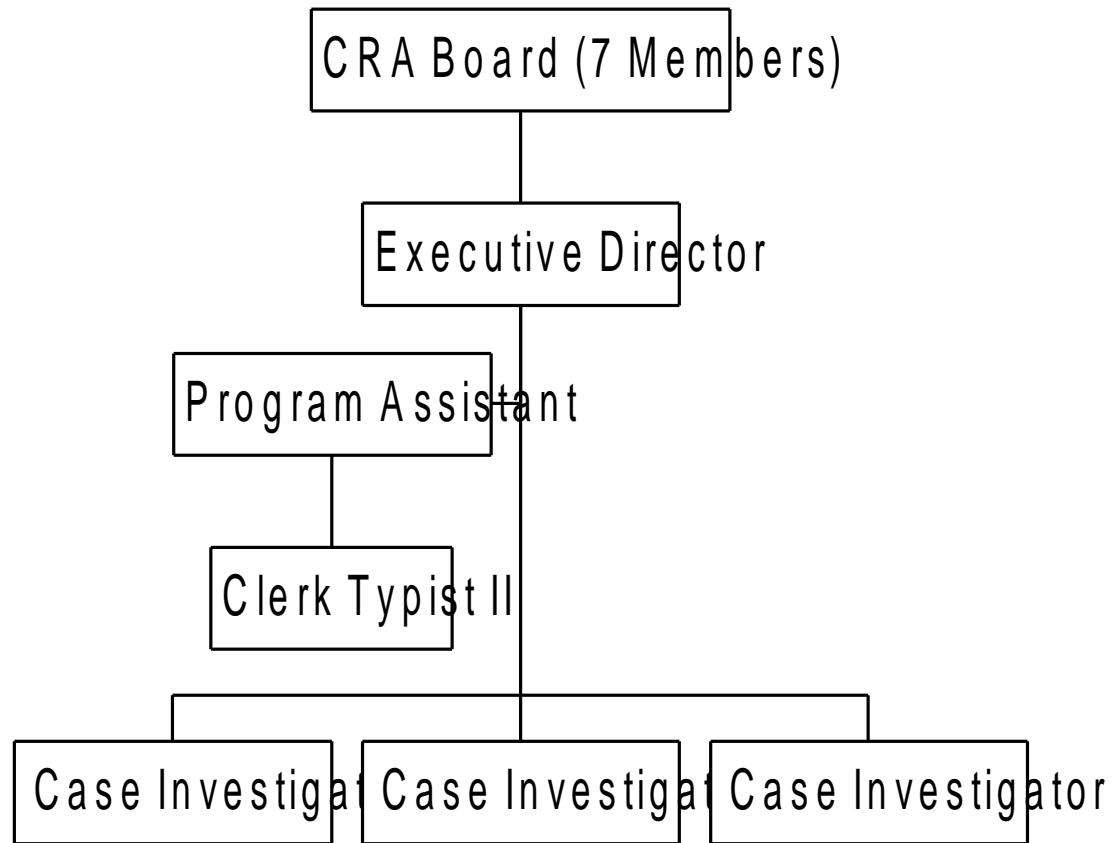 CRA Board (7 Members)
Executive Director
Program Assistant
Clerk Typist II
Case Investigat
Case Investigat
Case Investigator